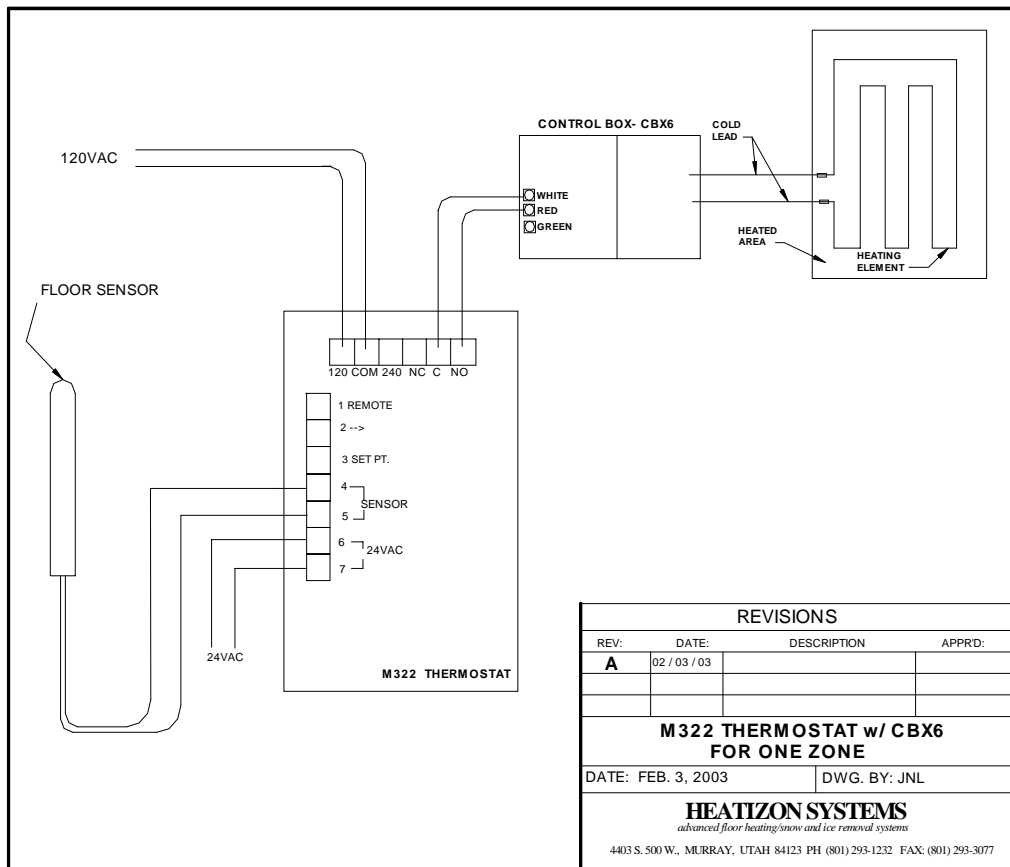 CONTROL BOX- CBX6
COLD
LEAD
120VAC
WHITE
RED
GREEN
HEATED
AREA
HEATING
ELEMENT
FLOOR SENSOR
120 COM 240 NC C NO
1 REMOTE
2 -->
3 SET PT.
4
SENSOR
5
6
24VAC
7
24VAC
M322 THERMOSTAT
REVISIONS
REV: DATE: DESCRIPTION APPR'D:
A 02 / 03 / 03
M322 THERMOSTAT w/ CBX6
FOR ONE ZONE
DATE: FEB. 3, 2003 DWG. BY: JNL
HEATIZON SYSTEMS
advanced floor heating/snow and ice removal systems
4403 S. 500 W., MURRAY, UTAH 84123 PH (801) 293-1232 FAX: (801) 293-3077